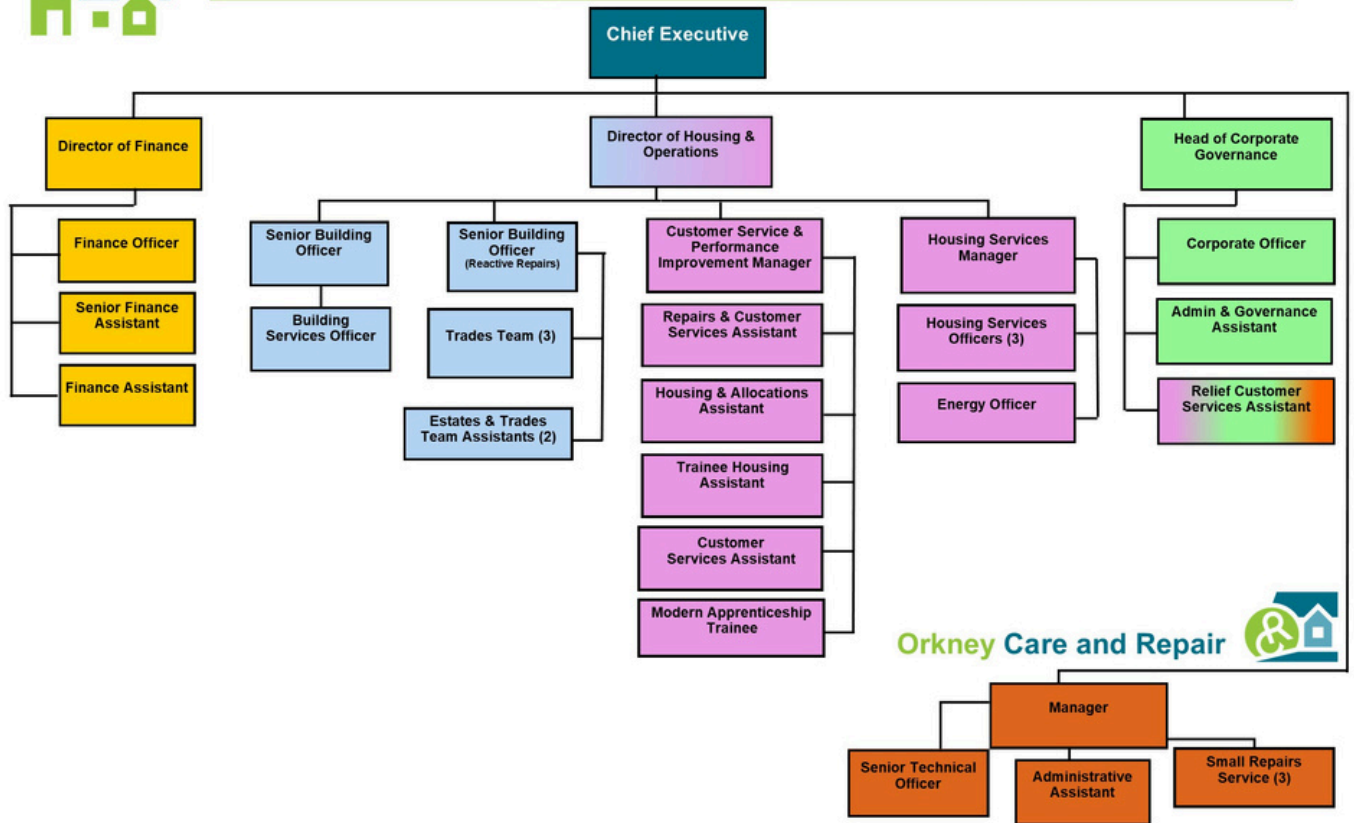 Chief Executive
Director of Finance
Director of Housing &
Operations
Head of Corporate
Governance
Finance Officer
Senior Finance
Assistant
Finance Assistant
Senior Building
Officer
Building
Services Officer
Senior Building
Officer
(Reactive Repairs)
Trades Team (3)
Estates & Trades
Team Assistants (2)
Customer Service &
Performance
Improvement Manager
Repairs & Customer
Services Assistant
Housing & Allocations
Assistant
Trainee Housing
Assistant
Customer
Services Assistant
Modern Apprenticeship
Trainee
Housing Services
Manager
Housing Services
Officers (3)
Energy Officer
Corporate Officer
Admin & Governance
Assistant
Relief Customer
Services Assistant
Orkney Care and Repair
&
Manager
Senior Technical
Officer
Administrative
Assistant
Small Repairs
Service (3)